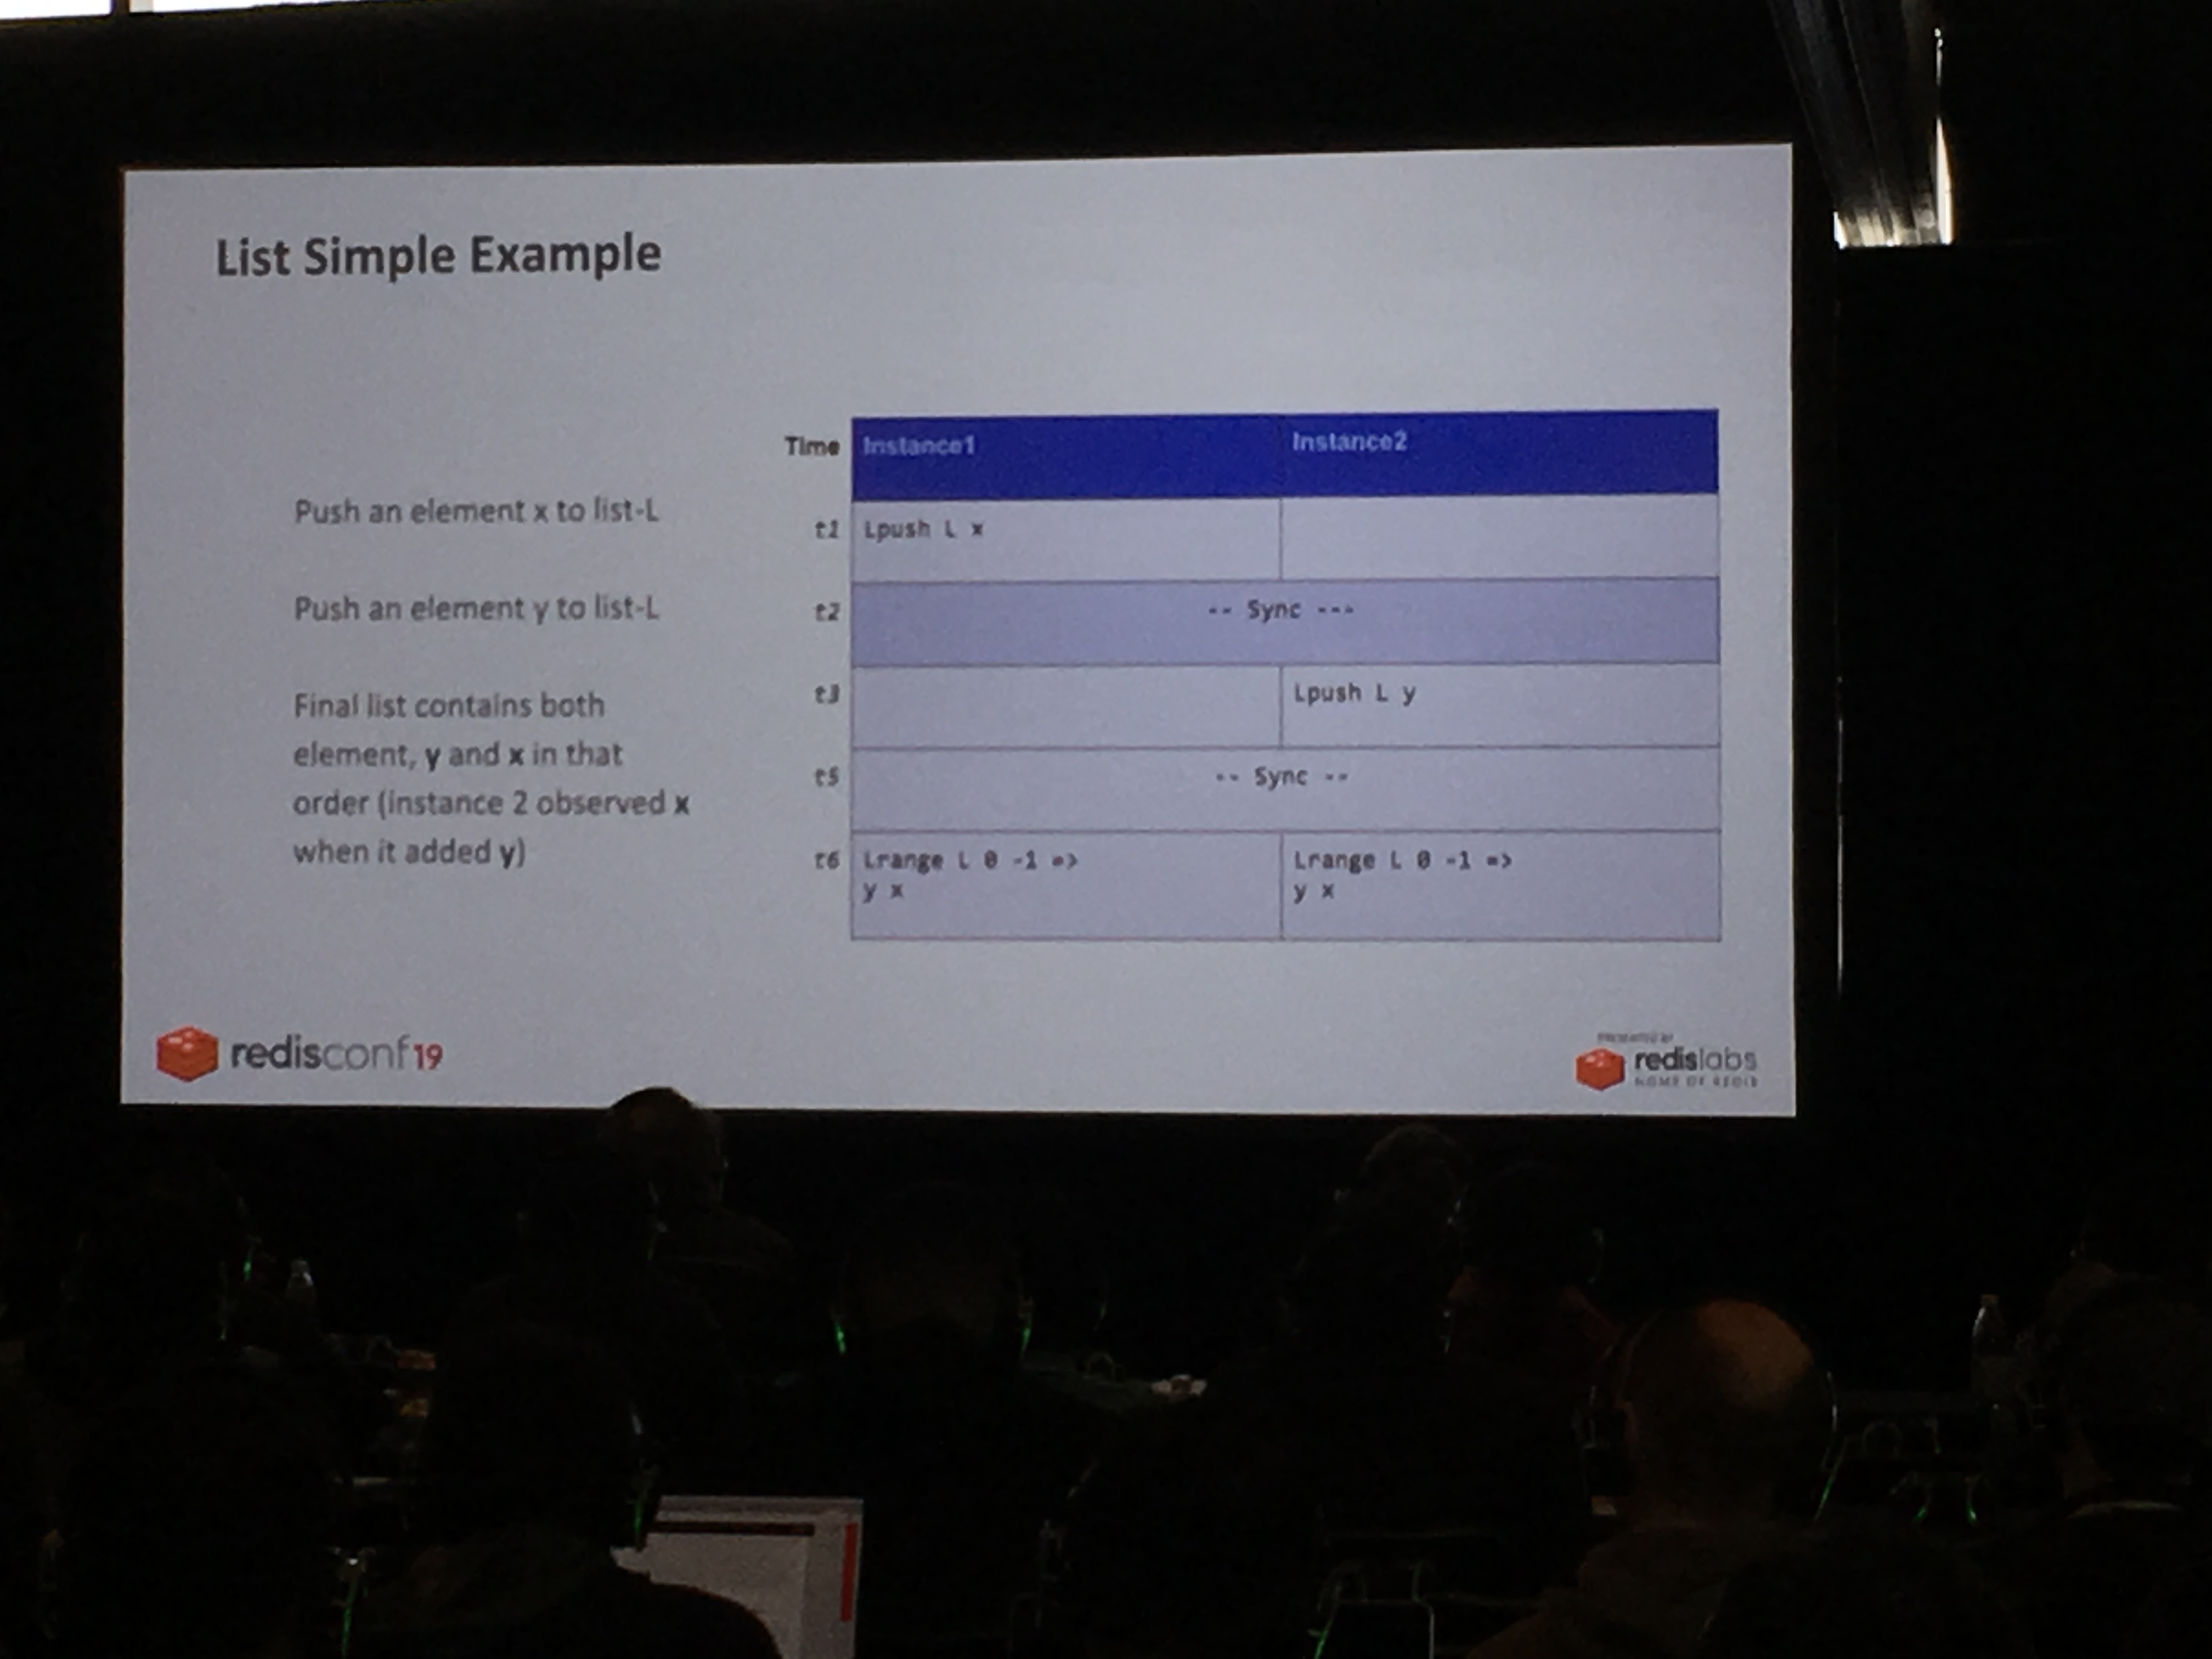 List Simple Example
Push an element x to list-L
Push an element y to list-L
Final list contains both
element, y and x in that
order (instance 2 observed x
when it added y)
Time Instance1 Instance2
t1 Lpush L x
t2 -- Sync ---
t3 Lpush L y
t5 -- Sync --
t6 Lrange L 0 -1 => Lrange L 0 -1 =>
y x y x
redisconf19
PRESENTED BY
redislabs
HOME OF REDIS